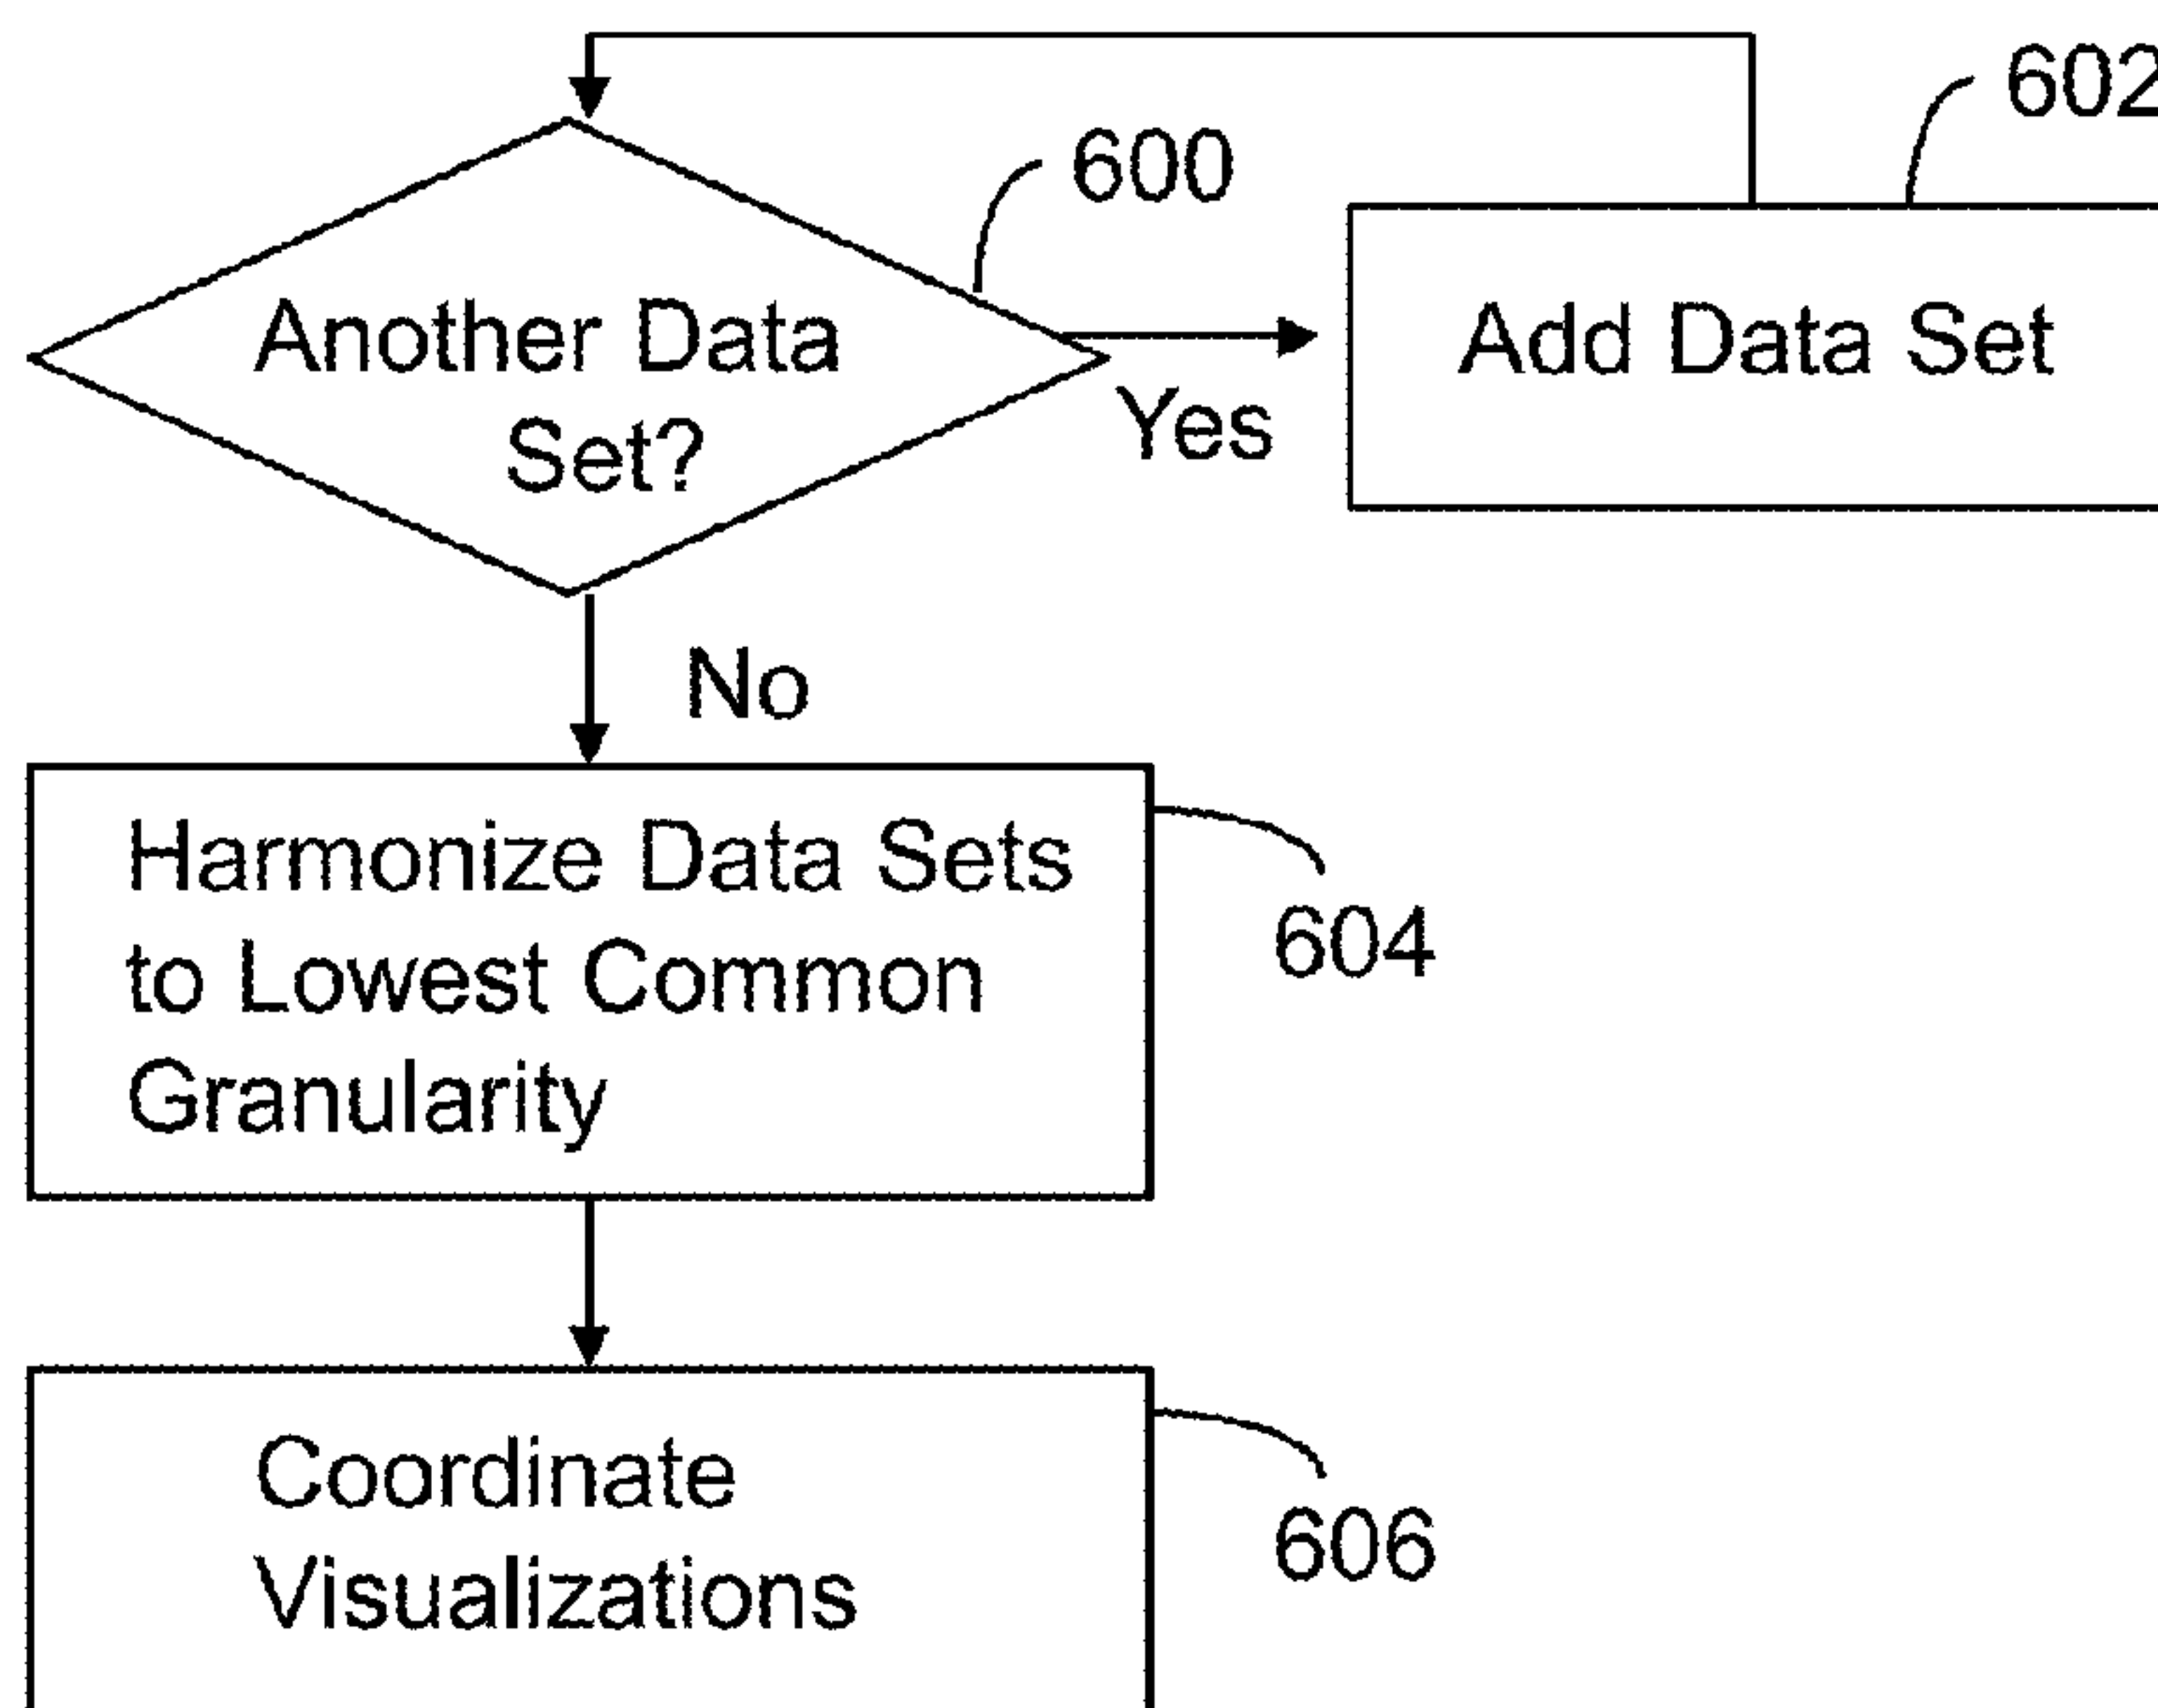 602
600
Another Data
Set?
Add Data Set
Yes
No
Harmonize Data Sets
to Lowest Common
Granularity
604
Coordinate
Visualizations
606